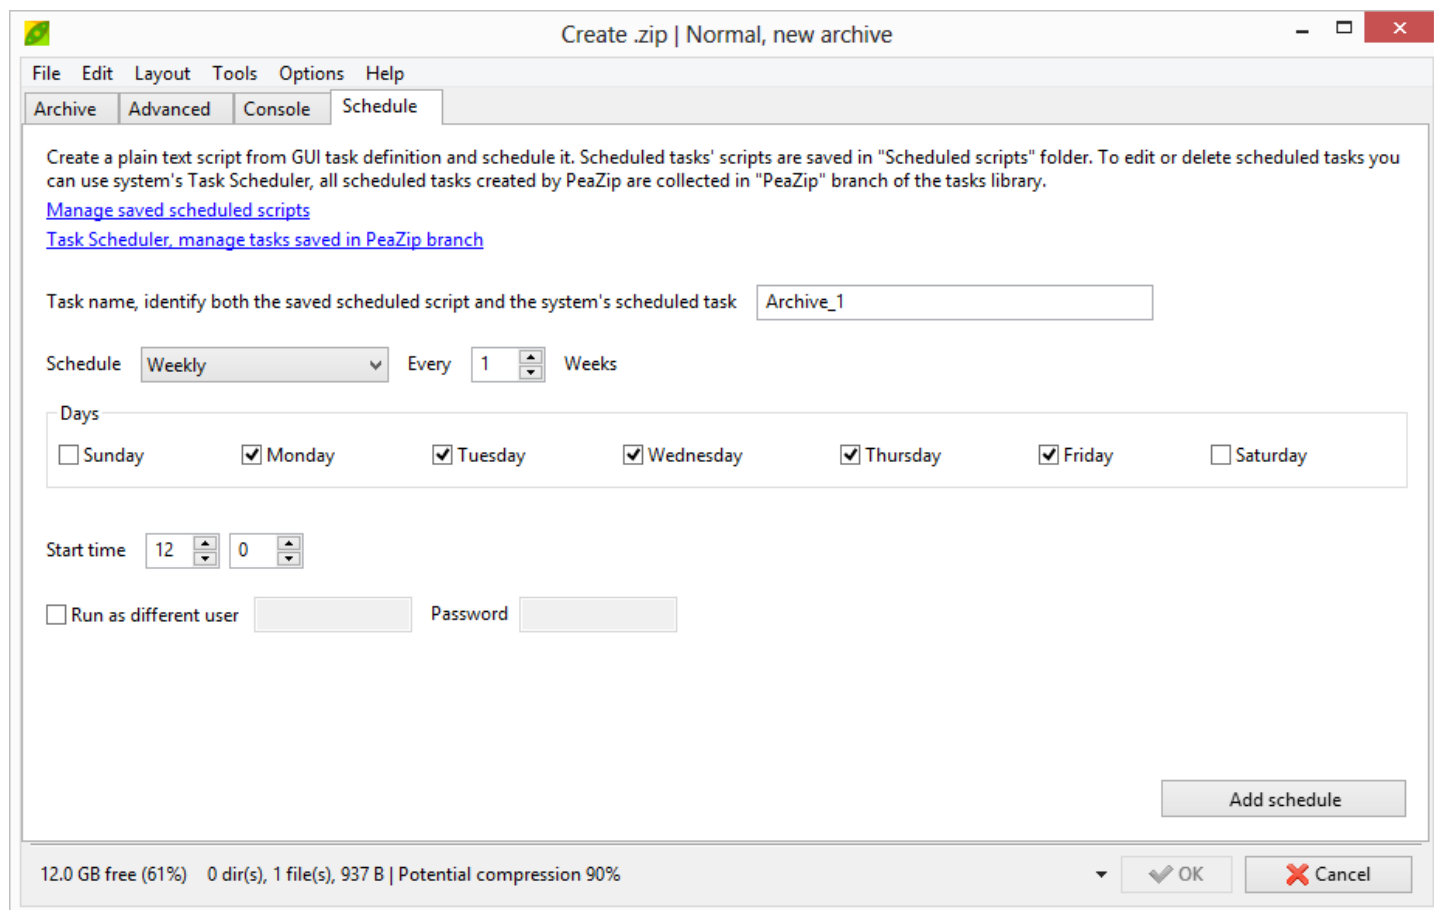 Create .zip | Normal, new archive
File Edit Layout Tools Options Help
Archive Advanced Console Schedule
Create a plain text script from GUI task definition and schedule it. Scheduled tasks' scripts are saved in "Scheduled scripts" folder. To edit or delete scheduled tasks you
can use system's Task Scheduler, all scheduled tasks created by PeaZip are collected in "PeaZip" branch of the tasks library.
Manage saved scheduled scripts
Task Scheduler, manage tasks saved in PeaZip branch
Task name, identify both the saved scheduled script and the system's scheduled task Archive_1
Schedule Weekly Every 1 Weeks
Days
Sunday Monday Tuesday Wednesday Thursday Friday Saturday
Start time 12 0
Run as different user Password
Add schedule
12.0 GB free (61%) 0 dir(s), 1 file(s), 937 B | Potential compression 90% OK Cancel